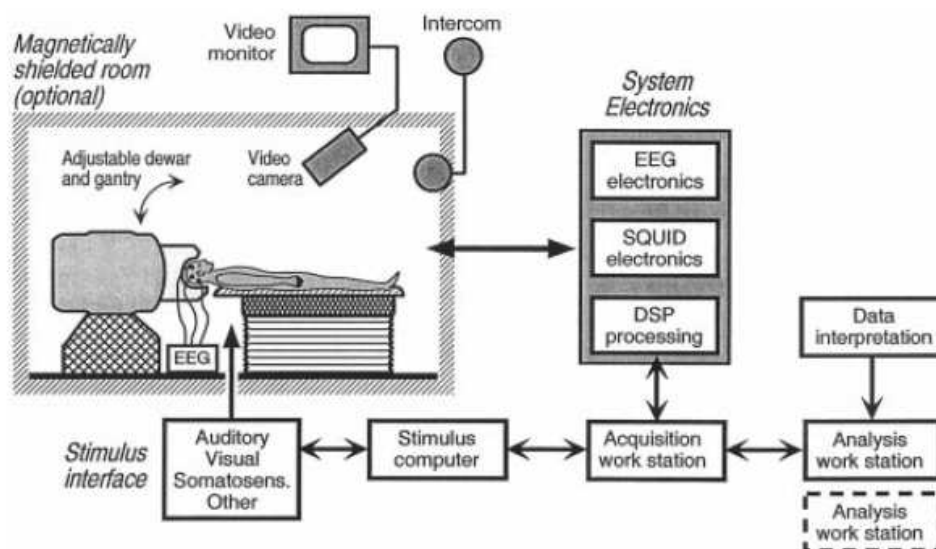 Magnetically
shielded room
(optional)
Video
monitor
Intercom
System
Electronics
Adjustable dewar
and gantry
Video
camera
EEG
electronics
SQUID
electronics
DSP
processing
EEG
Data
interpretation
Stimulus
interface
Auditory
Visual
Somatosens.
Other
Stimulus
computer
Acquisition
work station
Analysis
work station
Analysis
work station